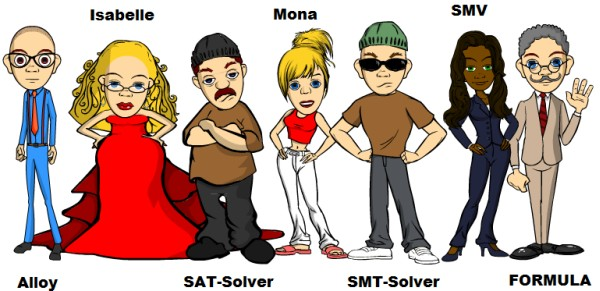 Isabelle
Mona
SMV
Alloy
SAT-Solver
SMT-Solver
FORMULA